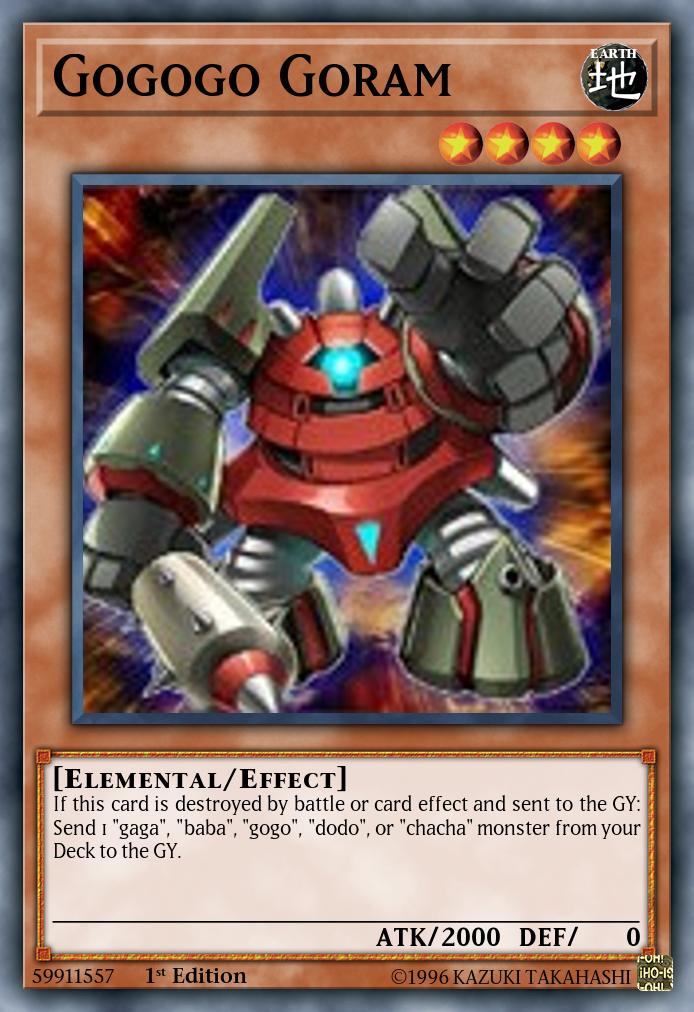 Gogogo Goram
EARTH
地
[Elemental/Effect]
If this card is destroyed by battle or card effect and sent to the GY:
Send 1 "gaga", "baba", "gogo", "dodo", or "chacha" monster from your
Deck to the GY.
ATK/2000 DEF/ 0
59911557 1st Edition ©1996 KAZUKI TAKAHASHI